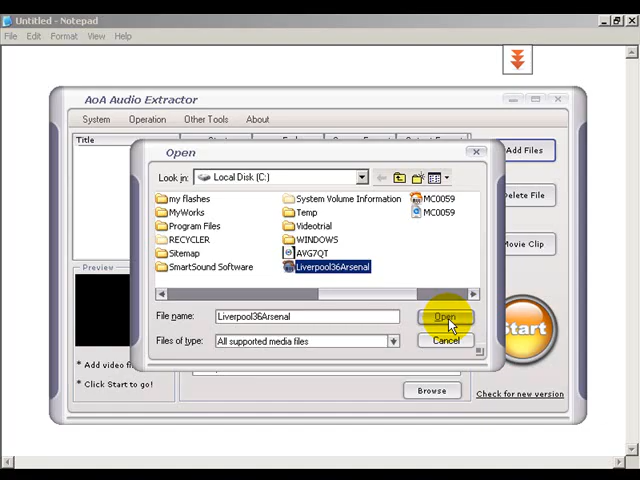 Untitled - Notepad
File Edit Format View Help
AoA Audio Extractor
System Operation Other Tools About
Title
Add Files
Open
Look in: Local Disk (C:)
my flashes System Volume Information MC0059
MyWorks Temp MC0059
Program Files Videotrial
RECYCLER WINDOWS
Sitemap AVG7QT
SmartSound Software Liverpool36Arsenal
Delete File
Movie Clip
Preview
File name: Liverpool36Arsenal Open
Start
Files of type: All supported media files Cancel
* Add video
* Click Start to go!
Browse
Check for new version